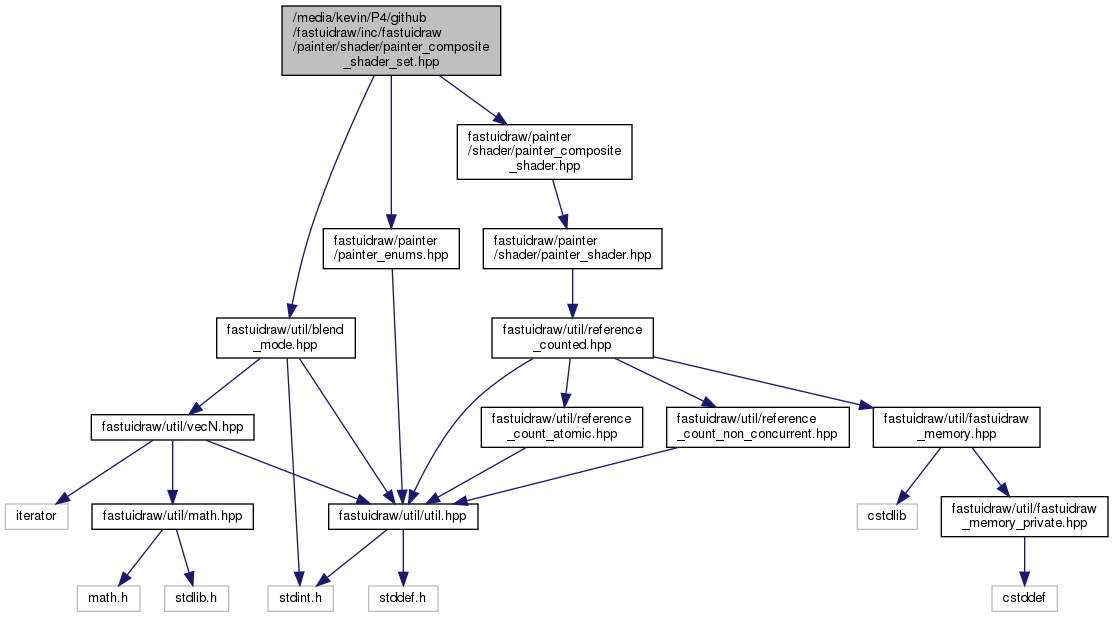 /media/kevin/P4/github
/fastuidraw/inc/fastuidraw
/painter/shader/painter_composite
_shader_set.hpp
fastuidraw/painter
/shader/painter_composite
_shader.hpp
fastuidraw/painter
/painter_enums.hpp
fastuidraw/painter
/shader/painter_shader.hpp
fastuidraw/util/blend
_mode.hpp
fastuidraw/util/reference
_counted.hpp
fastuidraw/util/vecN.hpp
fastuidraw/util/reference
_count_atomic.hpp
fastuidraw/util/reference
_count_non_concurrent.hpp
fastuidraw/util/fastuidraw
_memory.hpp
iterator
fastuidraw/util/math.hpp
fastuidraw/util/util.hpp
cstdlib
fastuidraw/util/fastuidraw
_memory_private.hpp
math.h
stdlib.h
stdint.h
stddef.h
cstddef